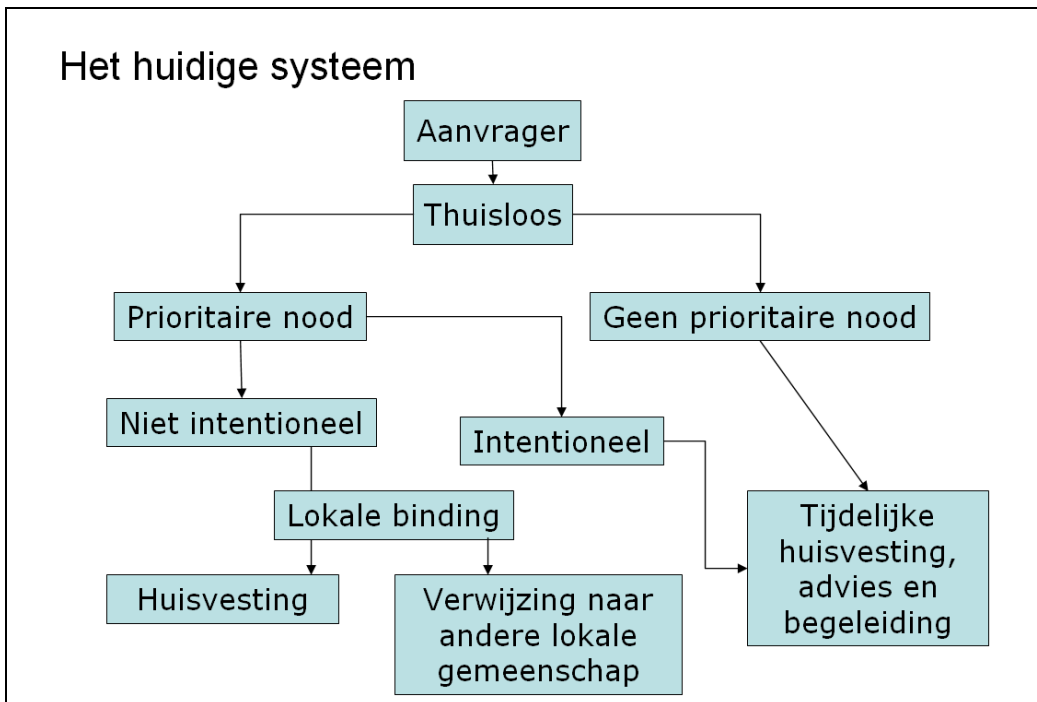 Het huidige systeem
Aanvrager
Thuisloos
Prioritaire nood
Geen prioritaire nood
Niet intentioneel
Intentioneel
Lokale binding
Tijdelijke
huisvesting,
advies en
begeleiding
Huisvesting
Verwijzing naar
andere lokale
gemeenschap